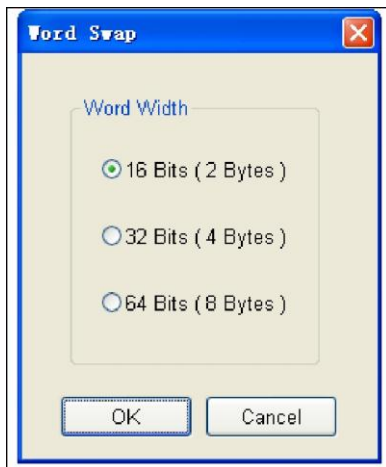 Word Swap
Word Width
16 Bits ( 2 Bytes )
32 Bits ( 4 Bytes )
64 Bits ( 8 Bytes )
OK
Cancel